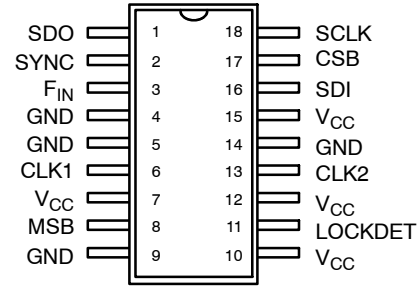 SDO 1 18 SCLK
SYNC 2 17 CSB
FIN 3 16 SDI
GND 4 15 VCC
GND 5 14 GND
CLK1 6 13 CLK2
VCC 7 12 VCC
MSB 8 11 LOCKDET
GND 9 10 VCC